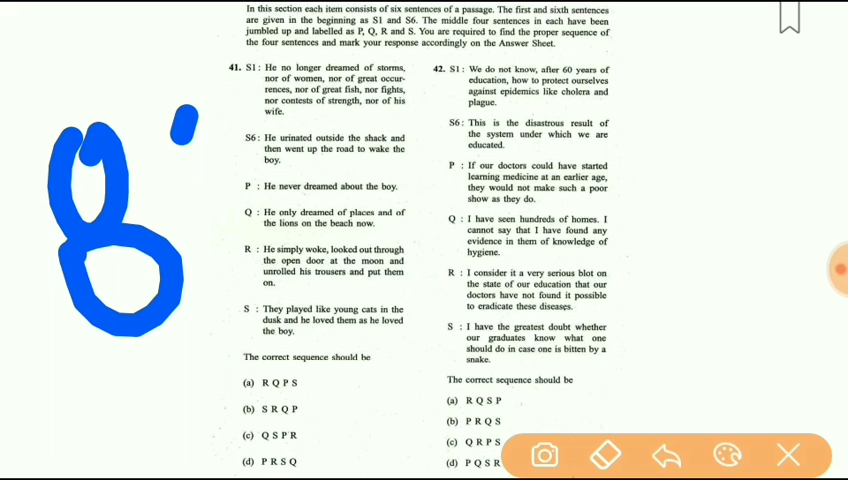 In this section each item consists of six sentences of a passage. The first and sixth sentences
are given in the beginning as S1 and S6. The middle four sentences in each have been
jumbled up and labelled as P, Q, R and S. You are required to find the proper sequence of
the four sentences and mark your response accordingly on the Answer Sheet.
41. S1: He no longer dreamed of storms,
nor of women, nor of great occur-
rences, nor of great fish, nor fights,
nor contests of strength, nor of his
wife.
S6: He urinated outside the shack and
then went up the road to wake the
boy.
P : He never dreamed about the boy.
Q : He only dreamed of places and of
the lions on the beach now.
R : He simply woke, looked out through
the open door at the moon and
unrolled his trousers and put them
on.
S : They played like young cats in the
dusk and he loved them as he loved
the boy.
The correct sequence should be
(a) R Q P S
(b) S R Q P
(c) Q S P R
(d) P R S Q
42. S1: We do not know, after 60 years of
education, how to protect ourselves
against epidemics like cholera and
plague.
S6: This is the disastrous result of
the system under which we are
educated.
P : If our doctors could have started
learning medicine at an earlier age,
they would not make such a poor
show as they do.
Q : I have seen hundreds of homes. I
cannot say that I have found any
evidence in them of knowledge of
hygiene.
R : I consider it a very serious blot on
the state of our education that our
doctors have not found it possible
to eradicate these diseases.
S : I have the greatest doubt whether
our graduates know what one
should do in case one is bitten by a
snake.
The correct sequence should be
(a) R Q S P
(b) P R Q S
(c) Q R P S
(d) P Q S R